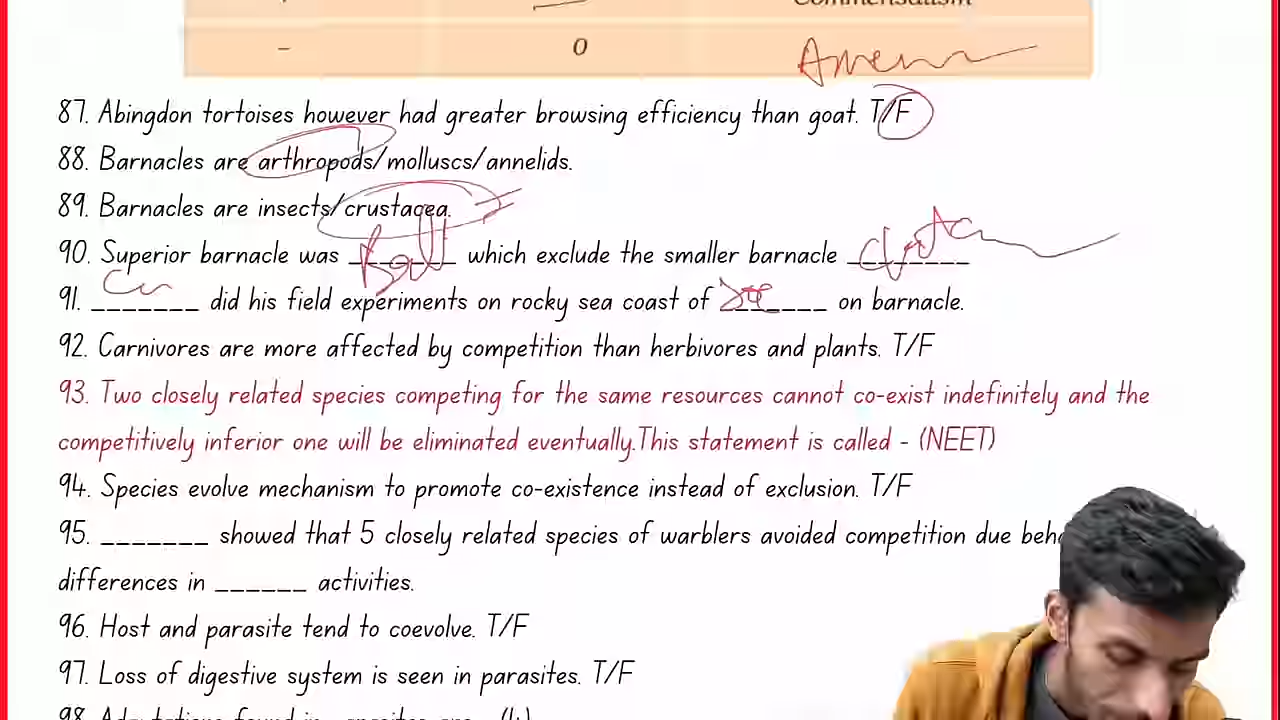 Commensalism
– 0 Amen
87. Abingdon tortoises however had greater browsing efficiency than goat. T/F
88. Barnacles are arthropods/molluscs/annelids.
89. Barnacles are insects/crustacea.
90. Superior barnacle was _______ which exclude the smaller barnacle ________
91. _______ did his field experiments on rocky sea coast of _______ on barnacle.
92. Carnivores are more affected by competition than herbivores and plants. T/F
93. Two closely related species competing for the same resources cannot co-exist indefinitely and the
competitively inferior one will be eliminated eventually.This statement is called - (NEET)
94. Species evolve mechanism to promote co-existence instead of exclusion. T/F
95. _______ showed that 5 closely related species of warblers avoided competition due
differences in ______ activities.
96. Host and parasite tend to coevolve. T/F
97. Loss of digestive system is seen in parasites. T/F